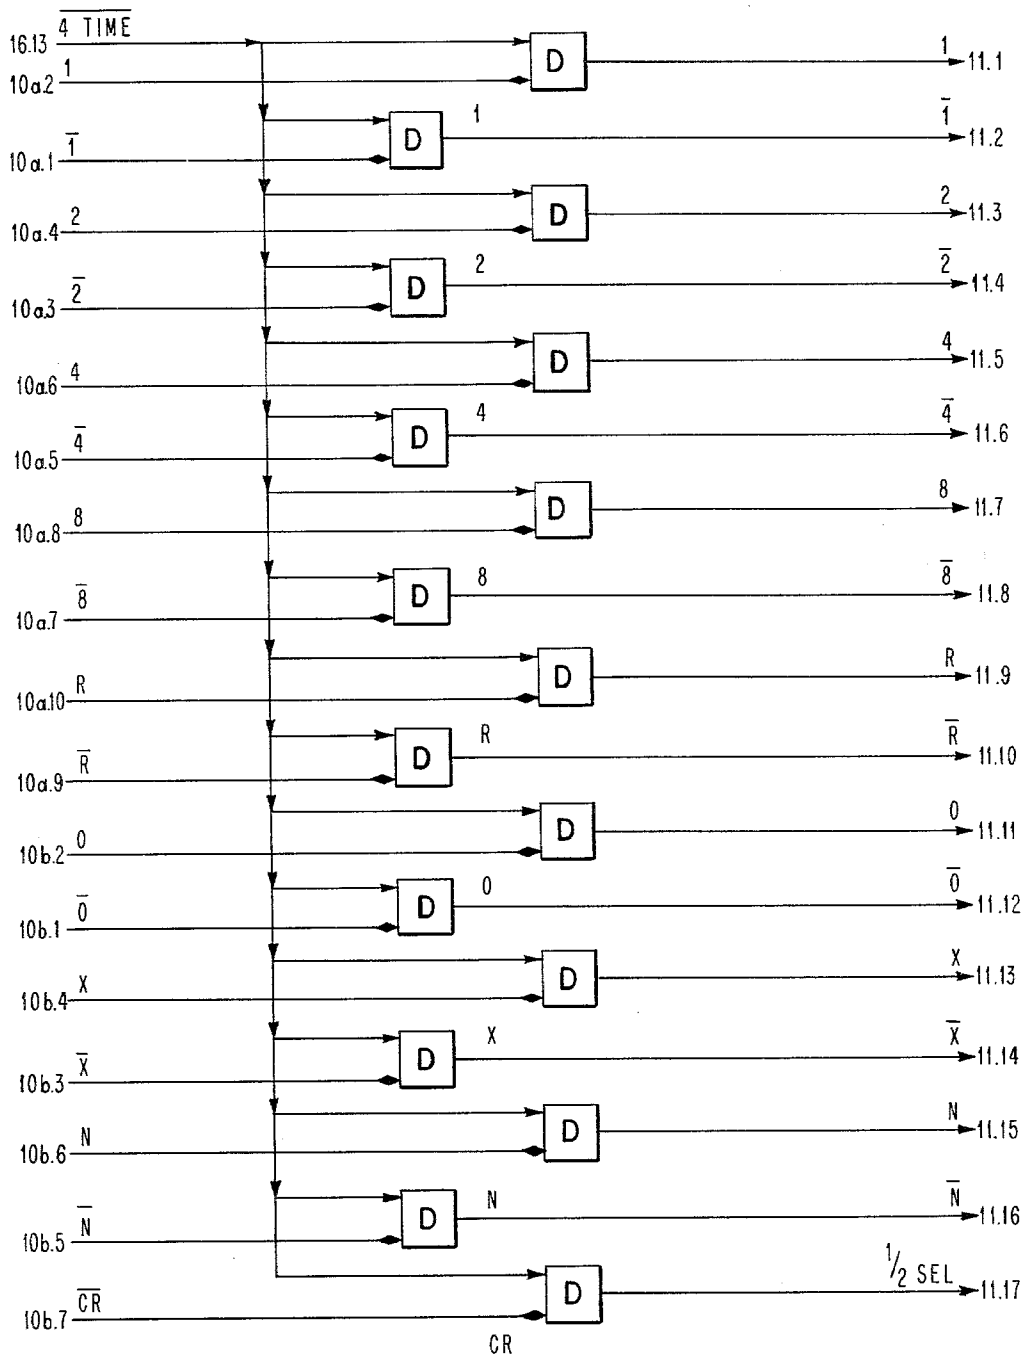 4 TIME
16.13 D 1 11.1
10a.2 1
1̅ D 1 1̅ 11.2
10a.1
10a.4 2 D 2 11.3
10a.3 2̅ D 2 2̅ 11.4
10a.6 4 D 4 11.5
10a.5 4̅ D 4 4̅ 11.6
10a.8 8 D 8 11.7
10a.7 8̅ D 8 8̅ 11.8
10a.10 R D R 11.9
10a.9 R̅ D R R̅ 11.10
10b.2 0 D 0 11.11
10b.1 0̅ D 0 0̅ 11.12
10b.4 X D X 11.13
10b.3 X̅ D X X̅ 11.14
10b.6 N D N 11.15
10b.5 N̅ D N N̅ 11.16
10b.7 C̅R̅ D 1/2 SEL 11.17
CR